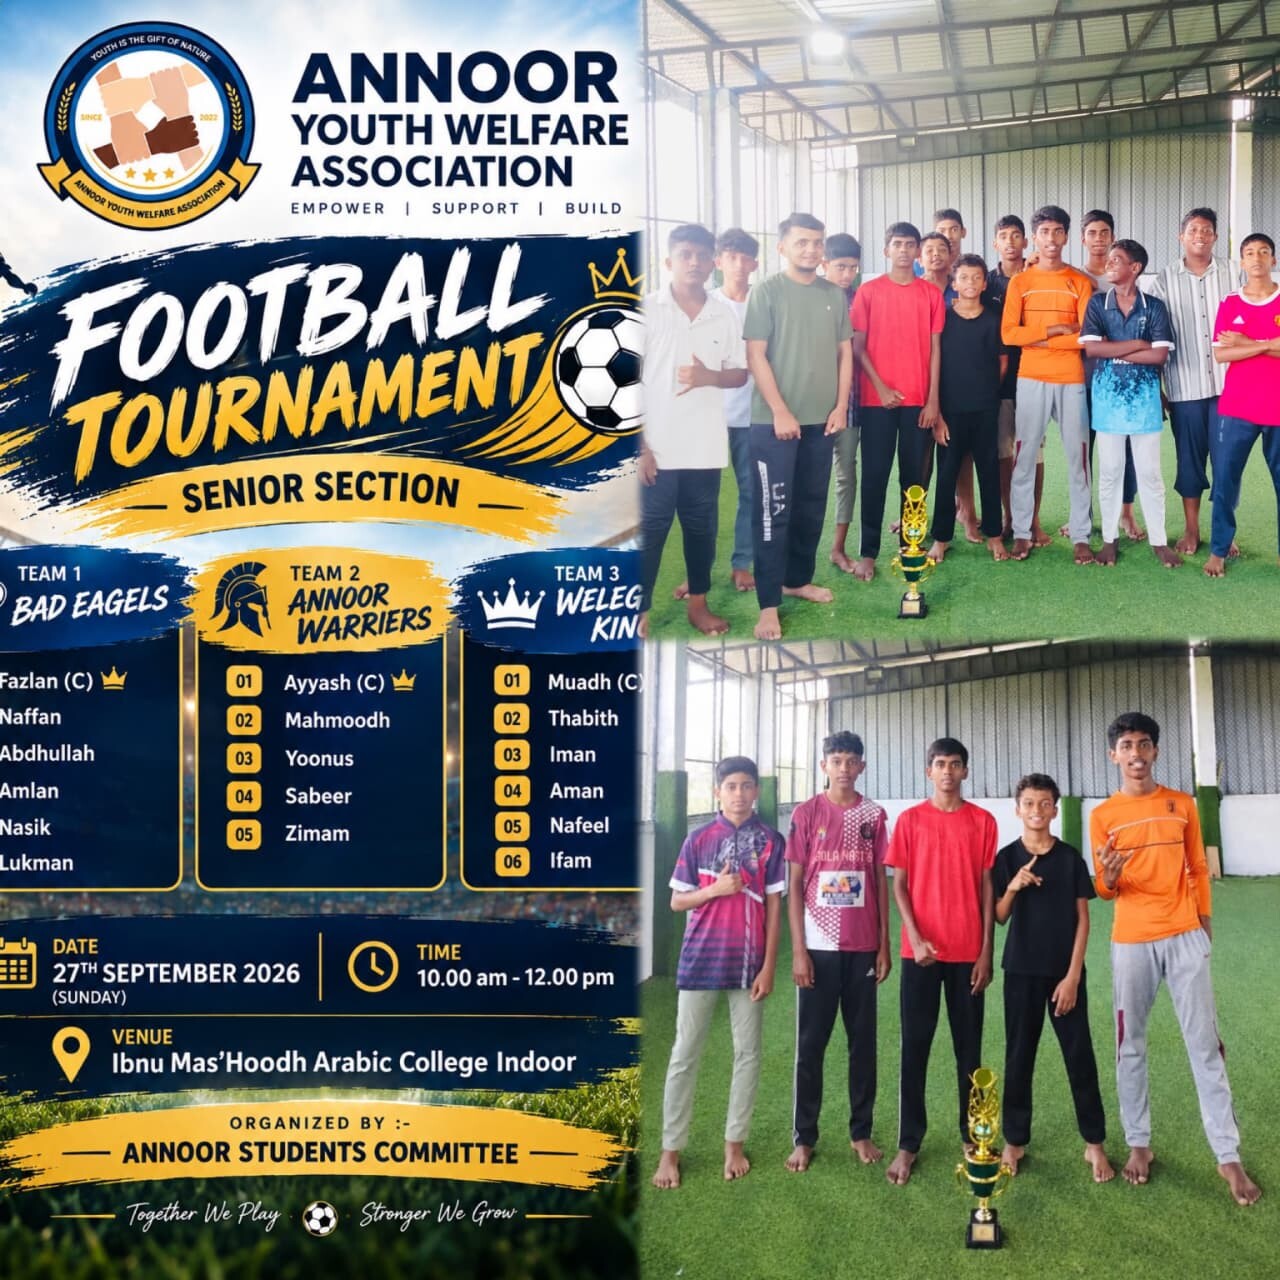 YOUTH IS THE GIFT OF NATURE
SINCE 2022
ANNOOR YOUTH WELFARE ASSOCIATION
ANNOOR
YOUTH WELFARE
ASSOCIATION
EMPOWER | SUPPORT | BUILD
FOOTBALL
TOURNAMENT
SENIOR SECTION
TEAM 1
BAD EAGELS
Fazlan (C)
Naffan
Abdhullah
Amlan
Nasik
Lukman
TEAM 2
ANNOOR
WARRIERS
01 Ayyash (C)
02 Mahmoodh
03 Yoonus
04 Sabeer
05 Zimam
TEAM 3
WELEG
KIN
01 Muadh (C)
02 Thabith
03 Iman
04 Aman
05 Nafeel
06 Ifam
DATE
27TH SEPTEMBER 2026
(SUNDAY)
TIME
10.00 am - 12.00 pm
VENUE
Ibnu Mas'Hoodh Arabic College Indoor
ORGANIZED BY :-
ANNOOR STUDENTS COMMITTEE
Together We Play Stronger We Grow